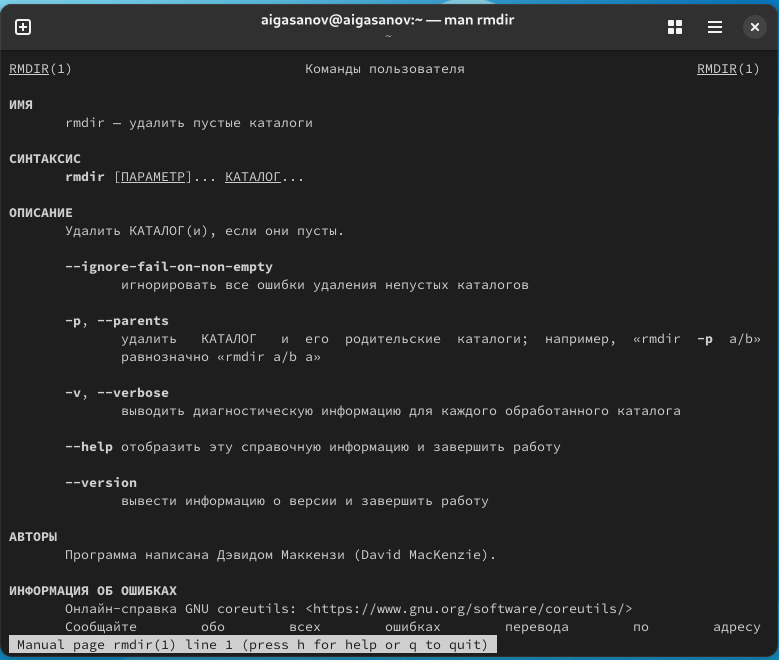 aigasanov@aigasanov:~ — man rmdir
~
RMDIR(1) Команды пользователя RMDIR(1)
ИМЯ
rmdir — удалить пустые каталоги
СИНТАКСИС
rmdir [ПАРАМЕТР]... КАТАЛОГ...
ОПИСАНИЕ
Удалить КАТАЛОГ(и), если они пусты.
--ignore-fail-on-non-empty
игнорировать все ошибки удаления непустых каталогов
-p, --parents
удалить КАТАЛОГ и его родительские каталоги; например, «rmdir -p a/b»
равнозначно «rmdir a/b a»
-v, --verbose
выводить диагностическую информацию для каждого обработанного каталога
--help отобразить эту справочную информацию и завершить работу
--version
вывести информацию о версии и завершить работу
АВТОРЫ
Программа написана Дэвидом Маккензи (David MacKenzie).
ИНФОРМАЦИЯ ОБ ОШИБКАХ
Онлайн-справка GNU coreutils: <https://www.gnu.org/software/coreutils/>
Сообщайте обо всех ошибках перевода по адресу
Manual page rmdir(1) line 1 (press h for help or q to quit)